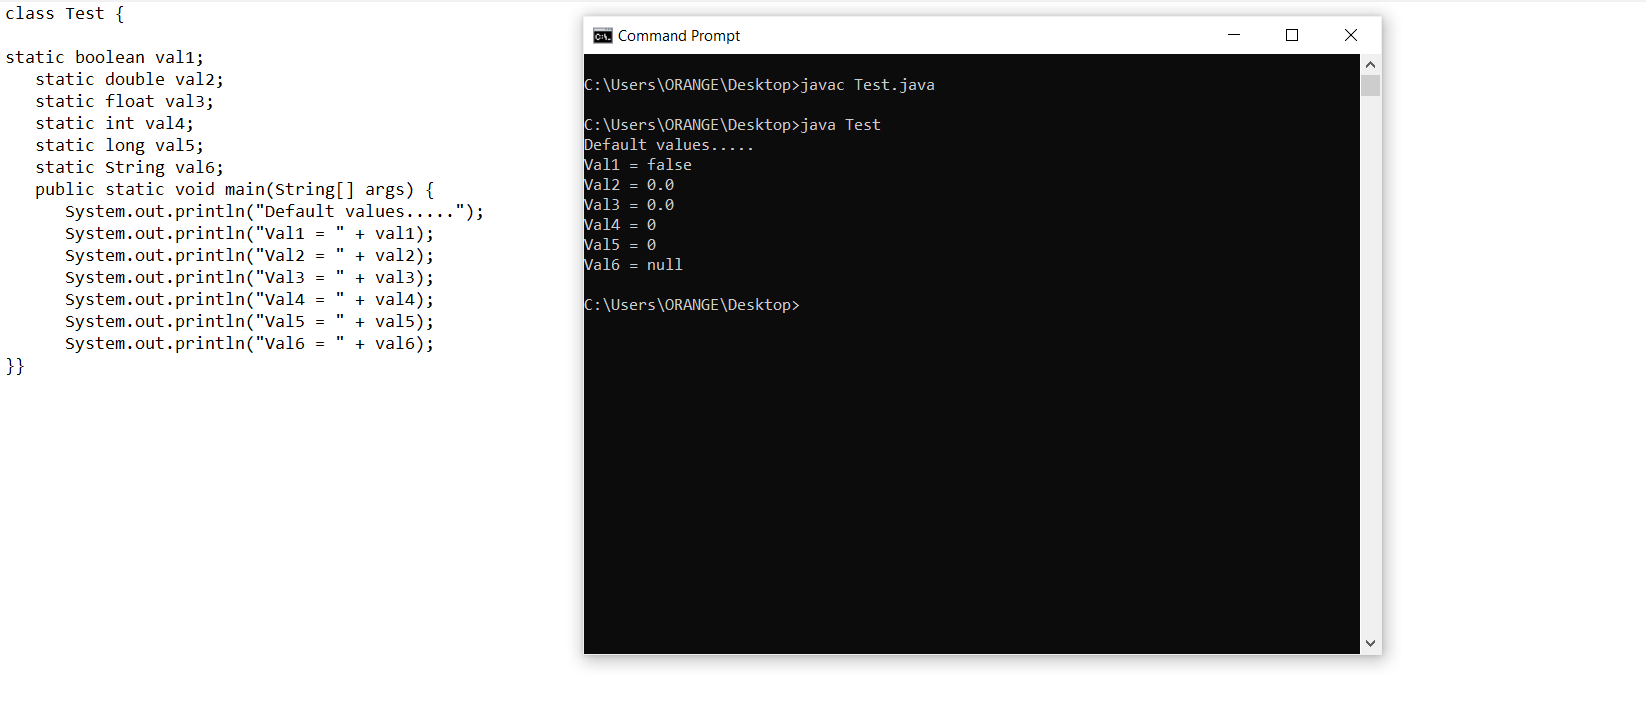 class Test {
static boolean val1;
static double val2;
static float val3;
static int val4;
static long val5;
static String val6;
public static void main(String[] args) {
System.out.println("Default values.....");
System.out.println("Val1 = " + val1);
System.out.println("Val2 = " + val2);
System.out.println("Val3 = " + val3);
System.out.println("Val4 = " + val4);
System.out.println("Val5 = " + val5);
System.out.println("Val6 = " + val6);
}}
Command Prompt
C:\Users\ORANGE\Desktop>javac Test.java
C:\Users\ORANGE\Desktop>java Test
Default values.....
Val1 = false
Val2 = 0.0
Val3 = 0.0
Val4 = 0
Val5 = 0
Val6 = null
C:\Users\ORANGE\Desktop>